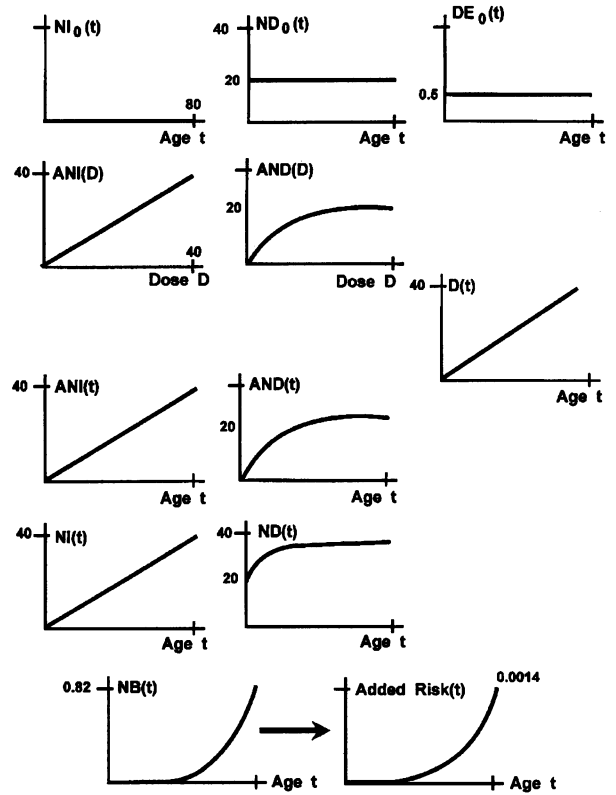 NI₀(t)
80
Age t
40
ND₀(t)
20
Age t
DE₀(t)
0.5
Age t
40
ANI(D)
40
Dose D
AND(D)
20
Dose D
40
D(t)
Age t
40
ANI(t)
Age t
AND(t)
20
Age t
40
NI(t)
Age t
40
ND(t)
20
Age t
0.82
NB(t)
Age t
Added Risk(t)
0.0014
Age t